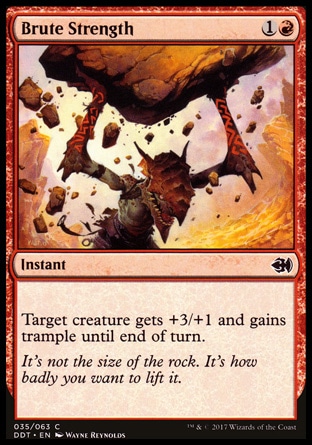 Brute Strength 1
Instant
Target creature gets +3/+1 and gains
trample until end of turn.
It's not the size of the rock. It's how
badly you want to lift it.
035/063 C
DDT • EN Wayne Reynolds
™ & © 2017 Wizards of the Coast